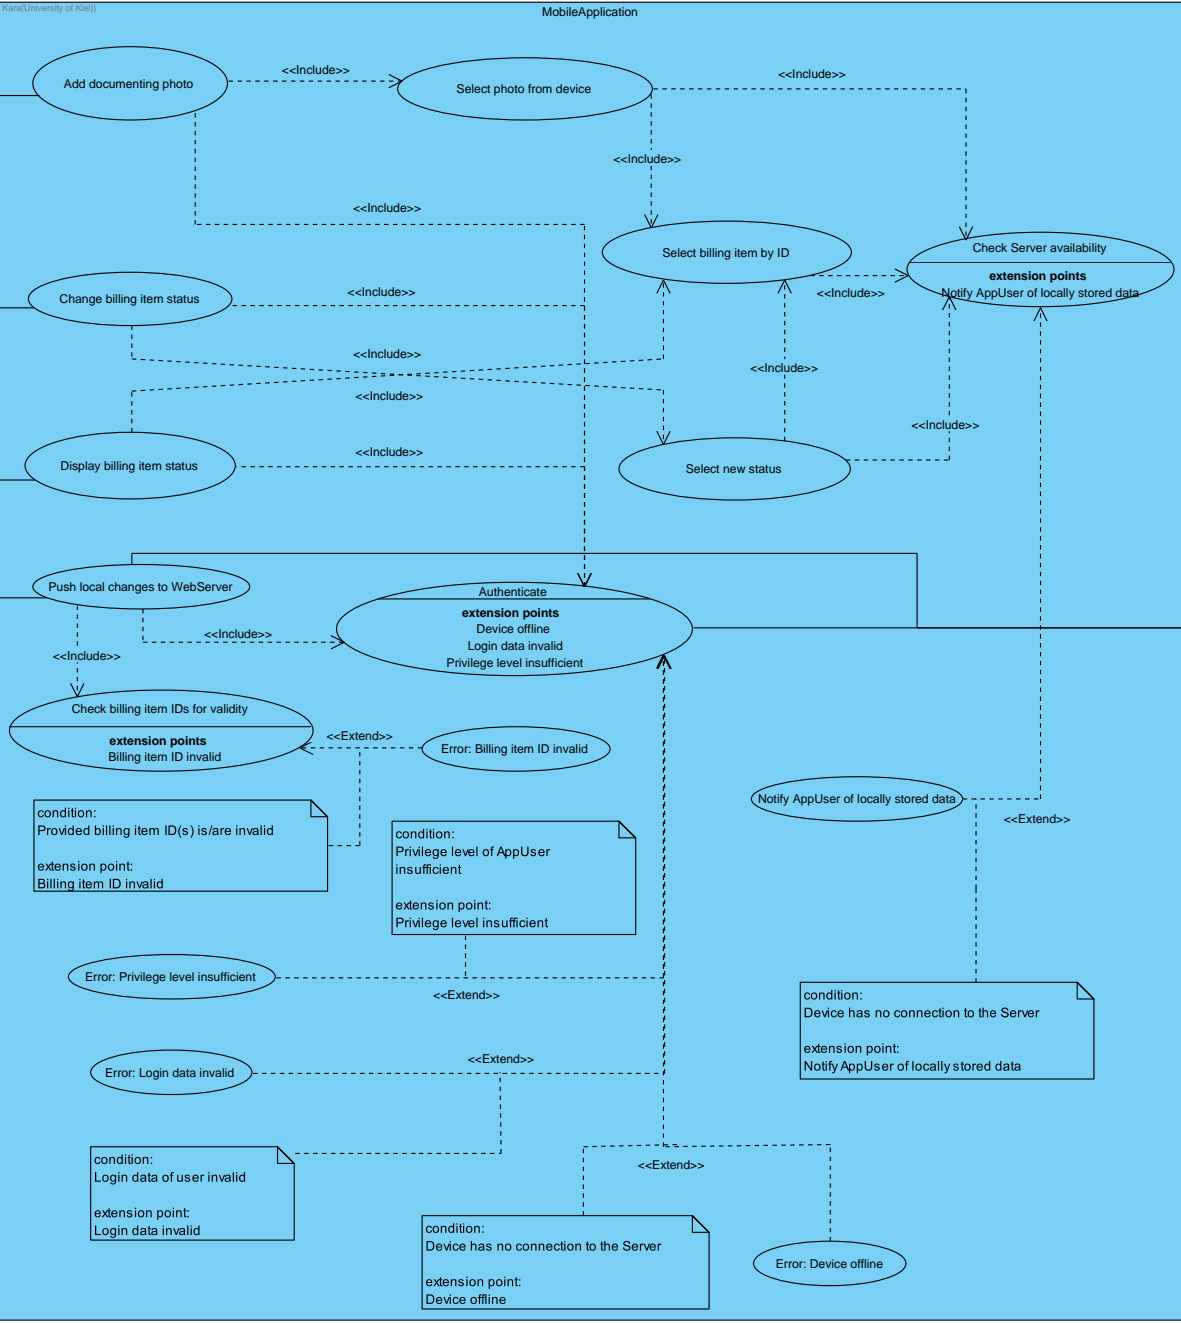 Kara(University of Kiel))
MobileApplication
Add documenting photo
<<Include>>
Select photo from device
<<Include>>
<<Include>>
<<Include>>
Select billing item by ID
Check Server availability
extension points
Notify AppUser of locally stored data
<<Include>>
Change billing item status
<<Include>>
<<Include>>
<<Include>>
<<Include>>
<<Include>>
Display billing item status
<<Include>>
Select new status
Push local changes to WebServer
Authenticate
extension points
Device offline
Login data invalid
Privilege level insufficient
<<Include>>
<<Include>>
Check billing item IDs for validity
extension points
Billing item ID invalid
<<Extend>>
Error: Billing item ID invalid
condition:
Provided billing item ID(s) is/are invalid
extension point:
Billing item ID invalid
condition:
Privilege level of AppUser
insufficient
extension point:
Privilege level insufficient
Notify AppUser of locally stored data
<<Extend>>
Error: Privilege level insufficient
<<Extend>>
condition:
Device has no connection to the Server
extension point:
Notify AppUser of locally stored data
<<Extend>>
Error: Login data invalid
condition:
Login data of user invalid
extension point:
Login data invalid
<<Extend>>
condition:
Device has no connection to the Server
extension point:
Device offline
Error: Device offline